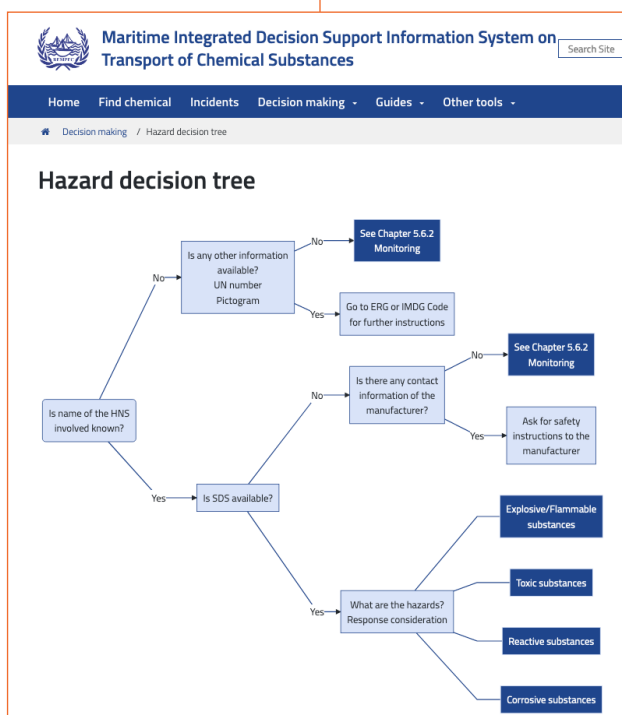 Maritime Integrated Decision Support Information System on
Transport of Chemical Substances
Search Site
Home Find chemical Incidents Decision making Guides Other tools
Decision making / Hazard decision tree
Hazard decision tree
Is any other information
available?
UN number
Pictogram
No
See Chapter 5.6.2
Monitoring
Yes
Go to ERG or IMDG Code
for further instructions
No
Is name of the HNS
involved known?
Yes
Is SDS available?
No
Is there any contact
information of the
manufacturer?
No
See Chapter 5.6.2
Monitoring
Yes
Ask for safety
instructions to the
manufacturer
Yes
What are the hazards?
Response consideration
Explosive/Flammable
substances
Toxic substances
Reactive substances
Corrosive substances